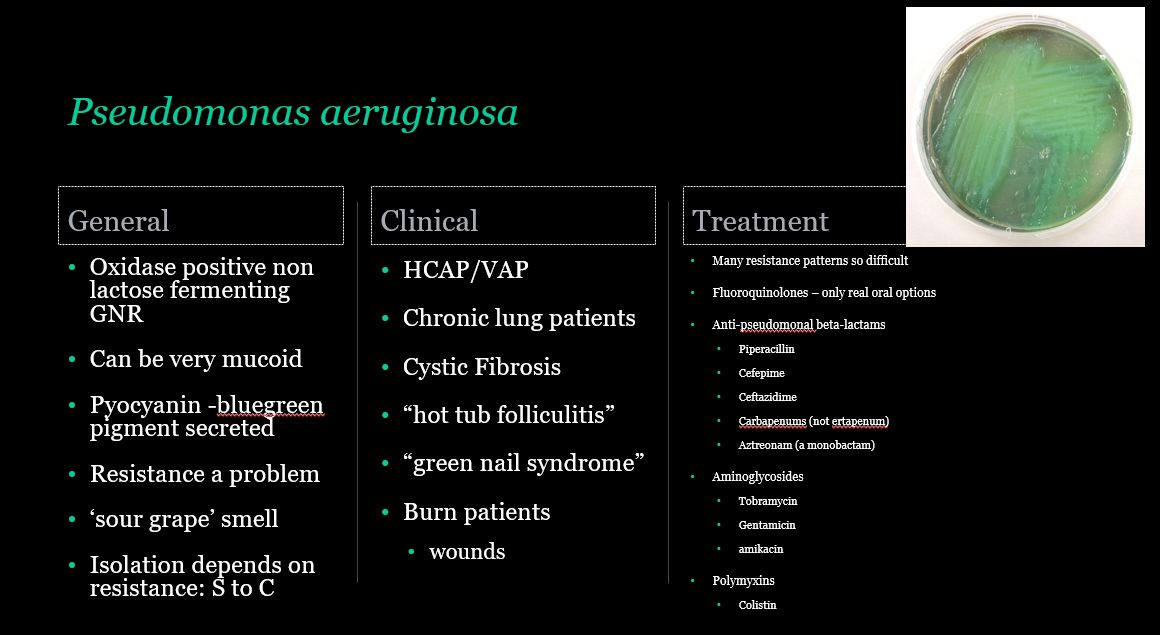 Pseudomonas aeruginosa
General
Oxidase positive non
lactose fermenting
GNR
Can be very mucoid
Pyocyanin -bluegreen
pigment secreted
Resistance a problem
‘sour grape’ smell
Isolation depends on
resistance: S to C
Clinical
HCAP/VAP
Chronic lung patients
Cystic Fibrosis
“hot tub folliculitis”
“green nail syndrome”
Burn patients
wounds
Treatment
Many resistance patterns so difficult
Fluoroquinolones – only real oral options
Anti-pseudomonal beta-lactams
Piperacillin
Cefepime
Ceftazidime
Carbapenums (not ertapenum)
Aztreonam (a monobactam)
Aminoglycosides
Tobramycin
Gentamicin
amikacin
Polymyxins
Colistin